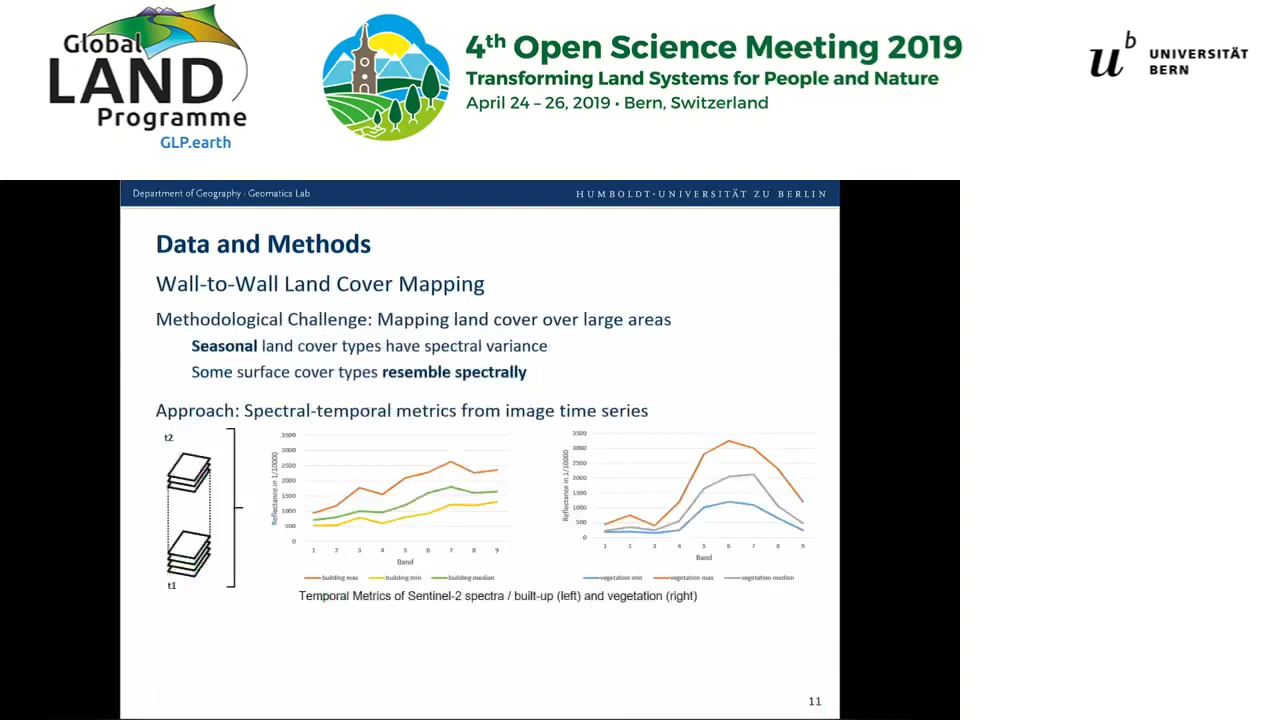 Global
LAND
Programme
GLP.earth
4th Open Science Meeting 2019
Transforming Land Systems for People and Nature
April 24 – 26, 2019 • Bern, Switzerland
u b
UNIVERSITÄT
BERN
Department of Geography · Geomatics Lab
HUMBOLDT-UNIVERSITÄT ZU BERLIN
Data and Methods
Wall-to-Wall Land Cover Mapping
Methodological Challenge: Mapping land cover over large areas
Seasonal land cover types have spectral variance
Some surface cover types resemble spectrally
Approach: Spectral-temporal metrics from image time series
t2
t1
Reflectance in 1/10000
3500
3000
2500
2000
1500
1000
500
0
1 2 3 4 5 6 7 8 9
Band
building max building min building median
Reflectance in 1/10000
3500
3000
2500
2000
1500
1000
500
0
1 2 3 4 5 6 7 8 9
Band
vegetation min vegetation max vegetation median
Temporal Metrics of Sentinel-2 spectra / built-up (left) and vegetation (right)
11